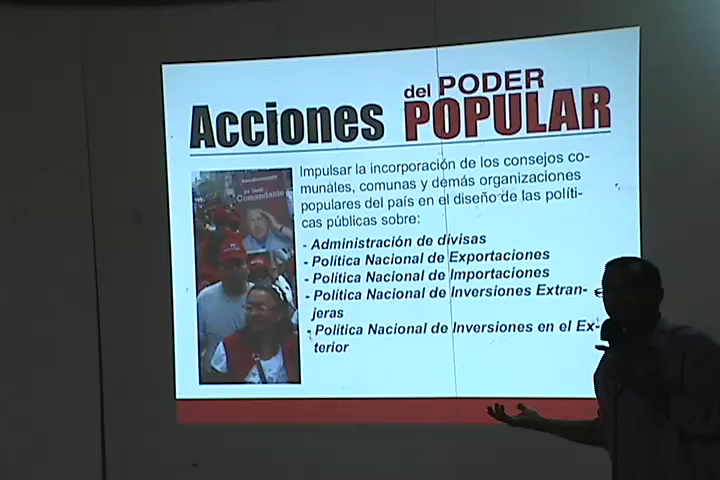 Acciones del PODER
POPULAR
Impulsar la incorporación de los consejos co-
munales, comunas y demás organizaciones
populares del país en el diseño de las políti-
cas públicas sobre:
- Administración de divisas
- Política Nacional de Exportaciones
- Política Nacional de Importaciones
- Política Nacional de Inversiones Extran-
jeras
- Política Nacional de Inversiones en el Ex-
terior
Comandante